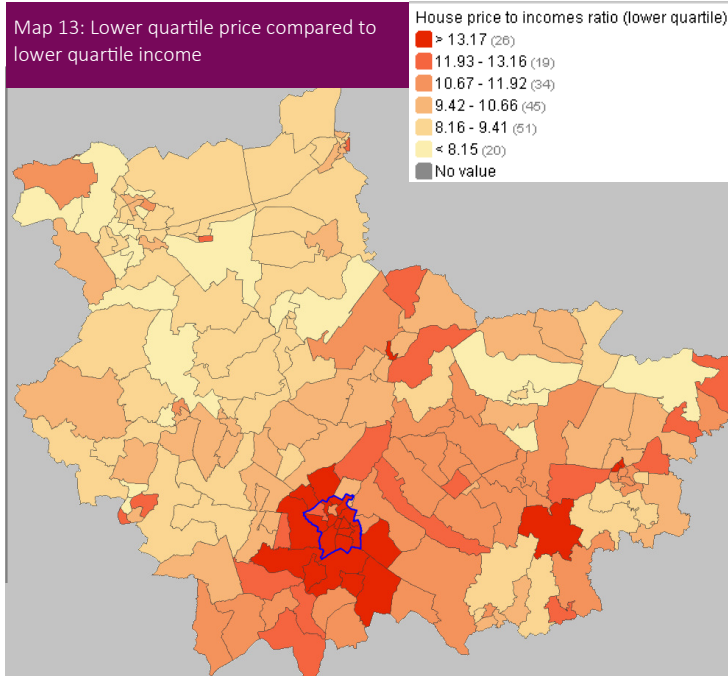 Map 13: Lower quartile price compared to
lower quartile income
House price to incomes ratio (lower quartile)
> 13.17 (26)
11.93 - 13.16 (19)
10.67 - 11.92 (34)
9.42 - 10.66 (45)
8.16 - 9.41 (51)
< 8.15 (20)
No value